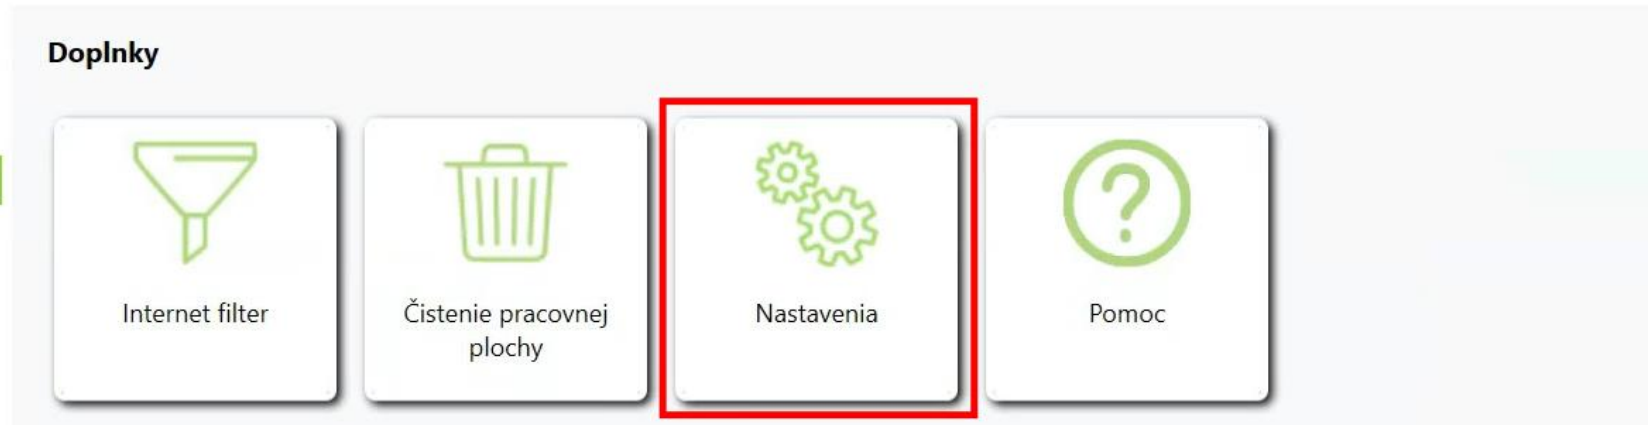 Doplnky
Internet filter
Čistenie pracovnej
plochy
Nastavenia
Pomoc